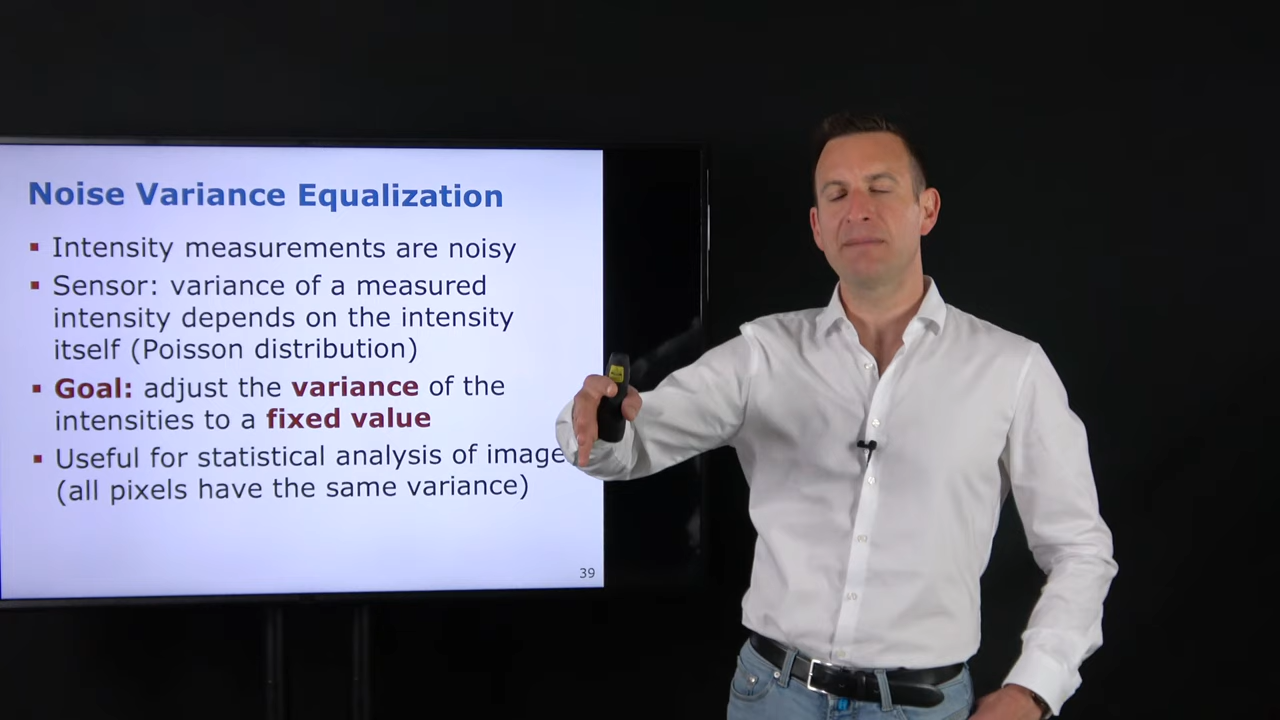 Noise Variance Equalization
▪ Intensity measurements are noisy
▪ Sensor: variance of a measured
intensity depends on the intensity
itself (Poisson distribution)
▪ Goal: adjust the variance of the
intensities to a fixed value
▪ Useful for statistical analysis of image
(all pixels have the same variance)
39